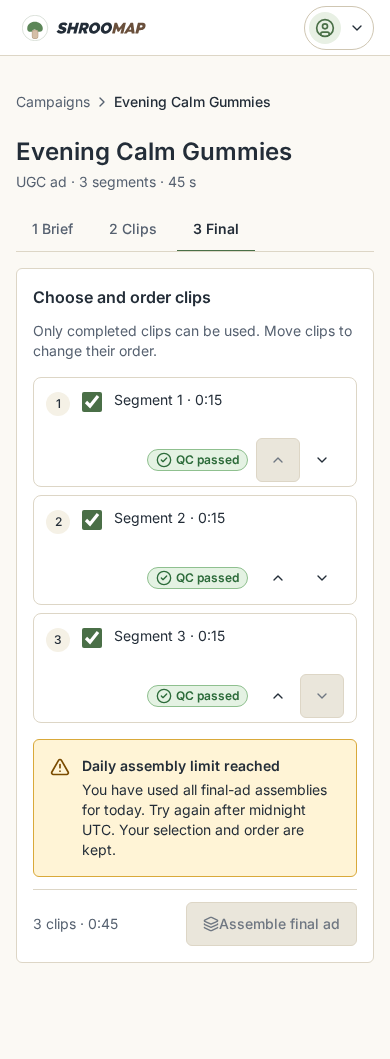 SHROOMAP
Campaigns > Evening Calm Gummies
Evening Calm Gummies
UGC ad · 3 segments · 45 s
1 Brief 2 Clips 3 Final
Choose and order clips
Only completed clips can be used. Move clips to
change their order.
1 Segment 1 · 0:15
QC passed
2 Segment 2 · 0:15
QC passed
3 Segment 3 · 0:15
QC passed
Daily assembly limit reached
You have used all final-ad assemblies
for today. Try again after midnight
UTC. Your selection and order are
kept.
3 clips · 0:45 Assemble final ad